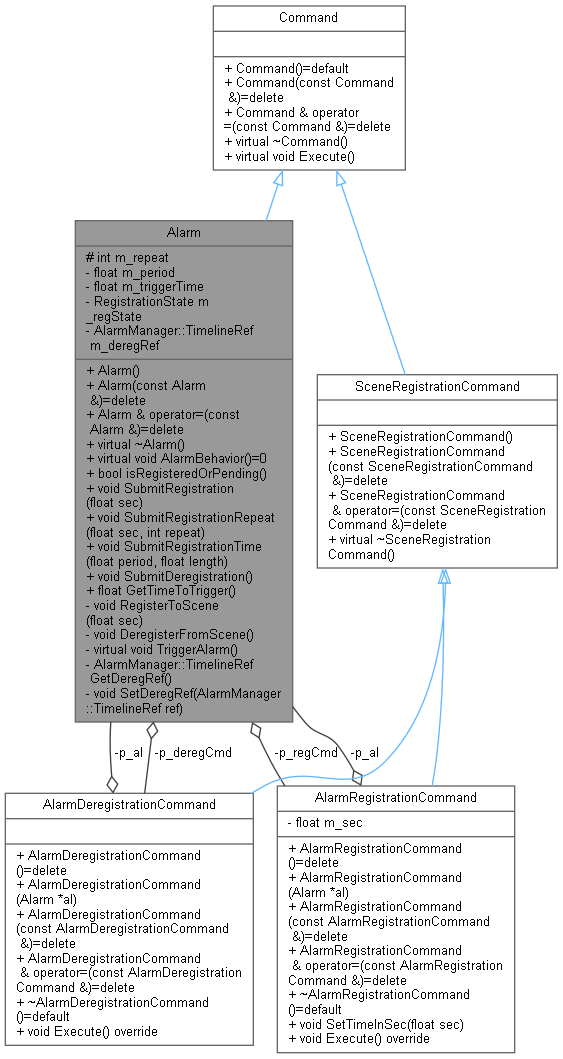 Command
+ Command()=default
+ Command(const Command
&)=delete
+ Command & operator
=(const Command &)=delete
+ virtual ~Command()
+ virtual void Execute()
Alarm
# int m_repeat
- float m_period
- float m_triggerTime
- RegistrationState m
_regState
- AlarmManager::TimelineRef
m_deregRef
+ Alarm()
+ Alarm(const Alarm
&)=delete
+ Alarm & operator=(const
Alarm &)=delete
+ virtual ~Alarm()
+ virtual void AlarmBehavior()=0
+ bool isRegisteredOrPending()
+ void SubmitRegistration
(float sec)
+ void SubmitRegistrationRepeat
(float sec, int repeat)
+ void SubmitRegistrationTime
(float period, float length)
+ void SubmitDeregistration()
+ float GetTimeToTrigger()
- void RegisterToScene
(float sec)
- void DeregisterFromScene()
- virtual void TriggerAlarm()
- AlarmManager::TimelineRef
GetDeregRef()
- void SetDeregRef(AlarmManager
::TimelineRef ref)
SceneRegistrationCommand
+ SceneRegistrationCommand()
+ SceneRegistrationCommand
(const SceneRegistrationCommand
&)=delete
+ SceneRegistrationCommand
& operator=(const SceneRegistration
Command &)=delete
+ virtual ~SceneRegistration
Command()
-p_al
-p_deregCmd
-p_regCmd
-p_al
AlarmDeregistrationCommand
+ AlarmDeregistrationCommand
()=delete
+ AlarmDeregistrationCommand
(Alarm *al)
+ AlarmDeregistrationCommand
(const AlarmDeregistrationCommand
&)=delete
+ AlarmDeregistrationCommand
& operator=(const AlarmDeregistration
Command &)=delete
+ ~AlarmDeregistrationCommand
()=default
+ void Execute() override
AlarmRegistrationCommand
- float m_sec
+ AlarmRegistrationCommand
()=delete
+ AlarmRegistrationCommand
(Alarm *al)
+ AlarmRegistrationCommand
(const AlarmRegistrationCommand
&)=delete
+ AlarmRegistrationCommand
& operator=(const AlarmRegistration
Command &)=delete
+ ~AlarmRegistrationCommand
()=default
+ void SetTimeInSec(float sec)
+ void Execute() override